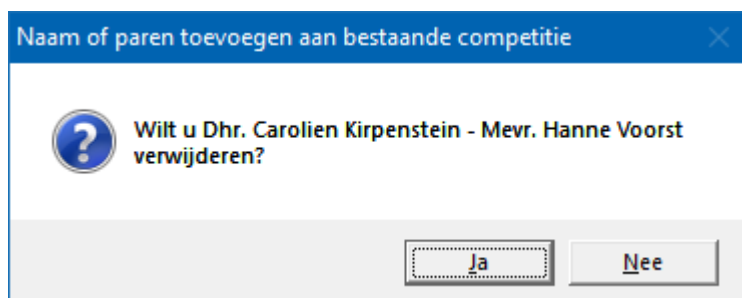 Naam of paren toevoegen aan bestaande competitie
Wilt u Dhr. Carolien Kirpenstein - Mevr. Hanne Voorst
verwijderen?
Ja
Nee